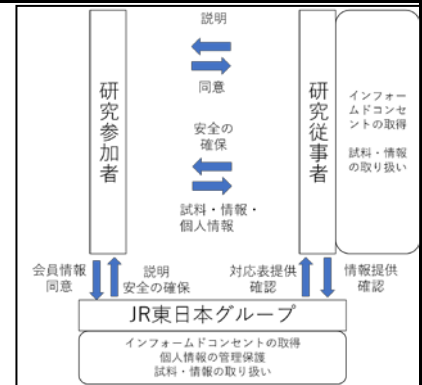 説明
同意
研究参加者
研究従事者
インフォー
ムドコンセ
ントの取得
試料・情報
の取り扱い
安全の
確保
試料・情報・
個人情報
会員情報
同意
説明
安全の確保
対応表提供
確認
情報提供
確認
JR東日本グループ
インフォームドコンセントの取得
個人情報の管理保護
試料・情報の取り扱い